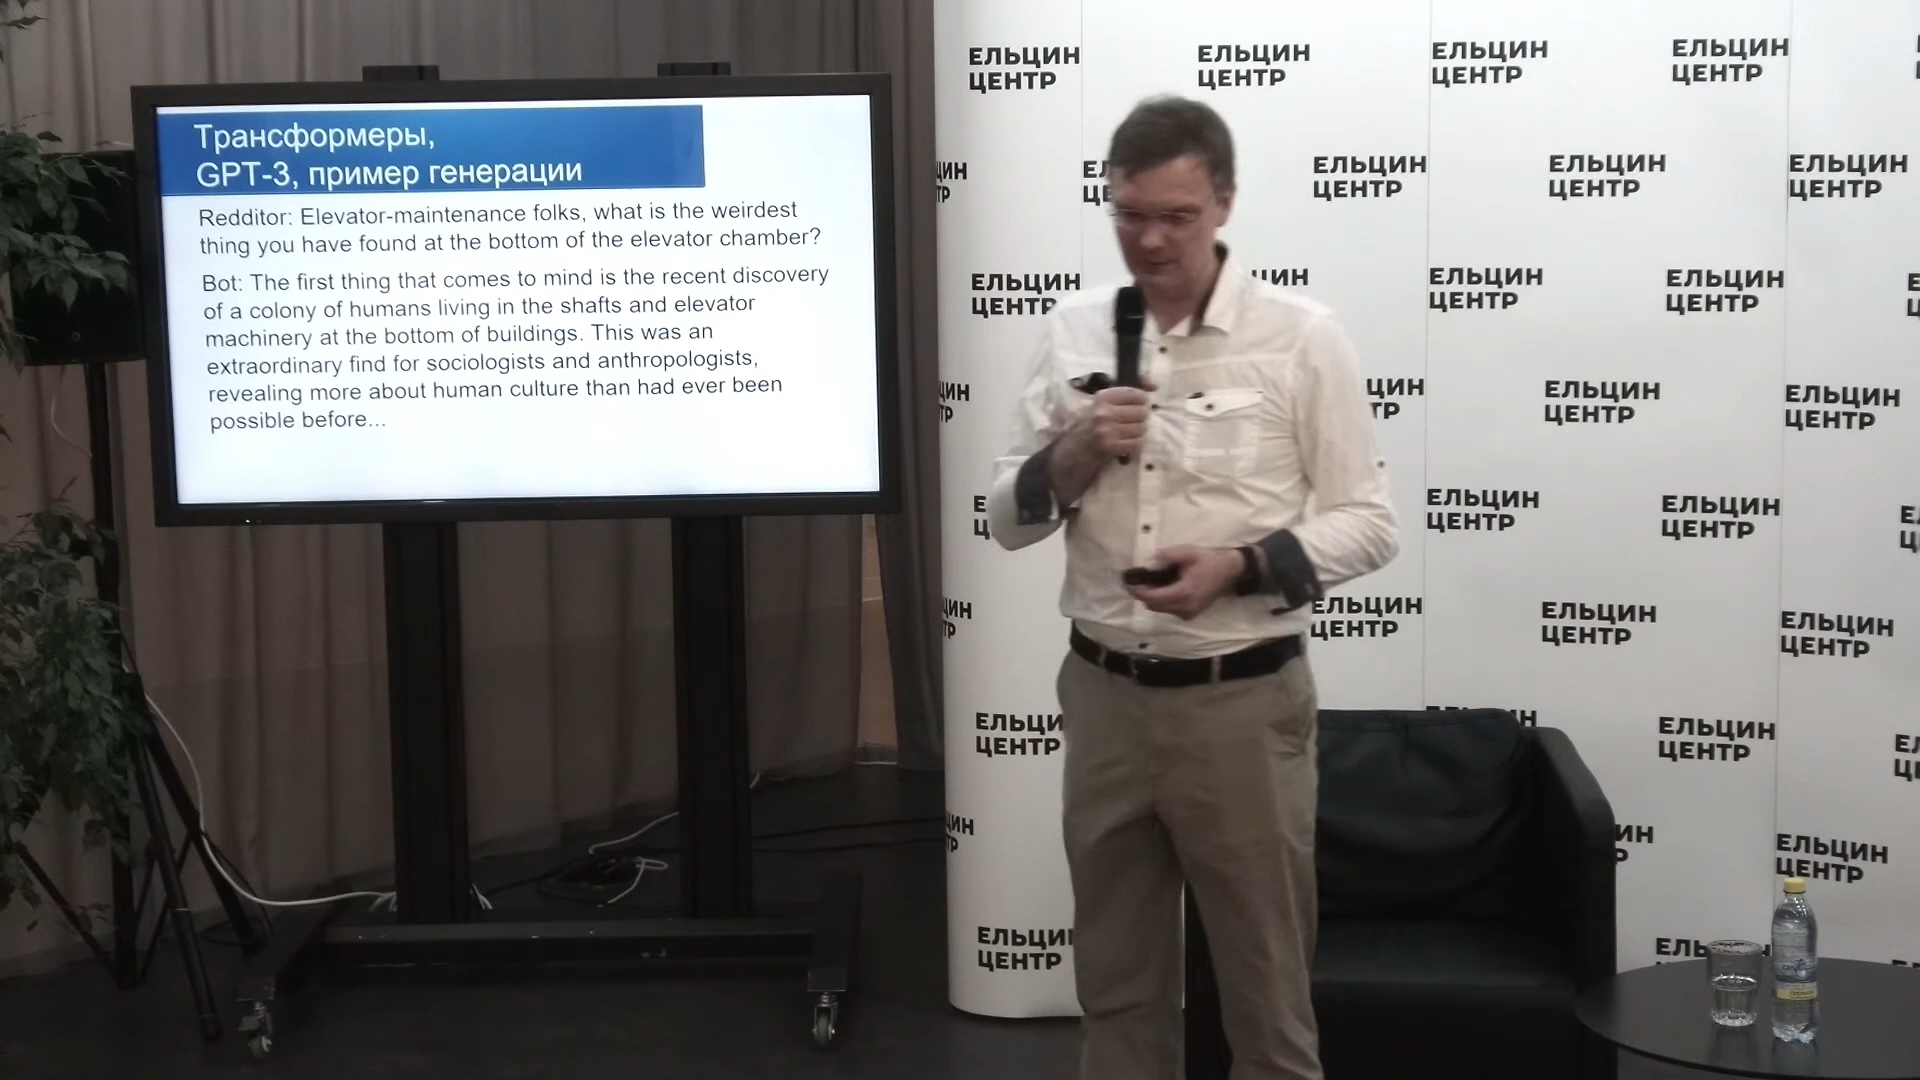 Трансформеры,
GPT-3, пример генерации
Redditor: Elevator-maintenance folks, what is the weirdest
thing you have found at the bottom of the elevator chamber?
Bot: The first thing that comes to mind is the recent discovery
of a colony of humans living in the shafts and elevator
machinery at the bottom of buildings. This was an
extraordinary find for sociologists and anthropologists,
revealing more about human culture than had ever been
possible before...
ЕЛЬЦИН
ЦЕНТР
ЕЛЬЦИН
ЦЕНТР
ЕЛЬЦИН
ЦЕНТР
ЕЛЬЦИН
ЦЕНТР
ЕЛЬЦИН
ЦЕНТР
ЕЛЬЦИН
ЦЕНТР
ЕЛЬЦИН
ЦЕНТР
ЕЛЬЦИН
ЦЕНТР
ЕЛЬЦИН
ЦЕНТР
ЕЛЬЦИН
ЦЕНТР
ЕЛЬЦИН
ЦЕНТР
ЕЛЬЦИН
ЦЕНТР
ЕЛЬЦИН
ЦЕНТР
ЕЛЬЦИН
ЦЕНТР
ЕЛЬЦИН
ЦЕНТР
ЕЛЬЦИН
ЦЕНТР
ЕЛЬЦИН
ЦЕНТР
ЕЛЬЦИ
ЦЕНТР
ЕЛЬЦИН
ЦЕНТР
ЕЛЬЦИН
ЦЕНТР
ЕЛЬЦИ
ЦЕНТР